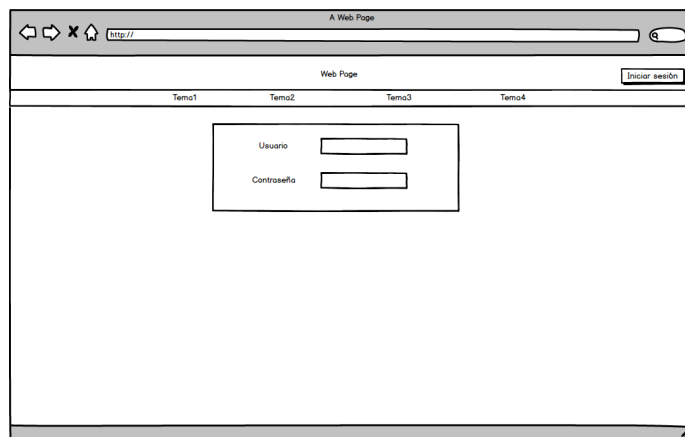 A Web Page
http://
Web Page
Iniciar sesión
Tema1 Tema2 Tema3 Tema4
Usuario
Contraseña